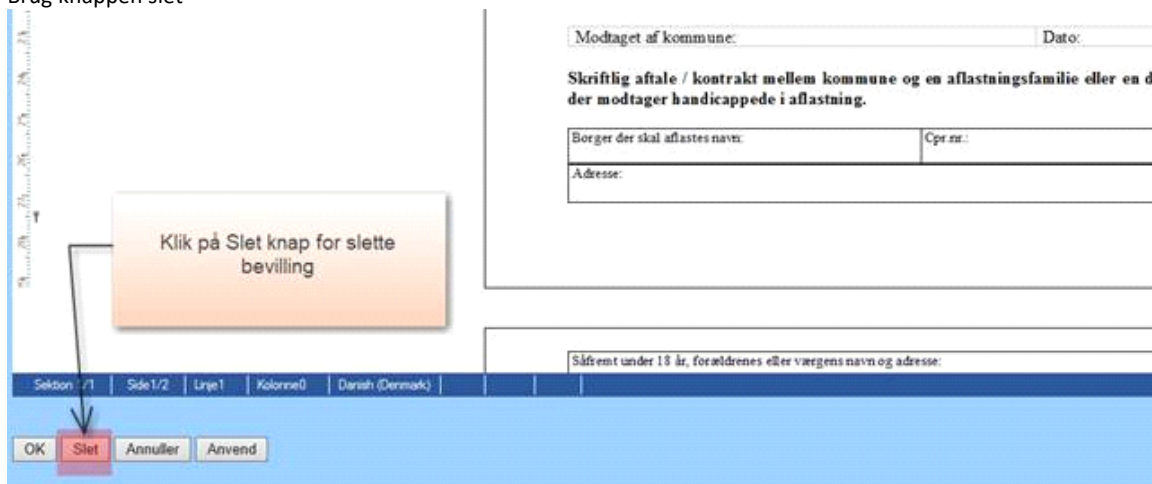 Brug knappen slet
Modtaget af kommune: Dato:
Skriftlig aftale / kontrakt mellem kommune og en aflastningsfamilie eller en d
der modtager handicappede i aflastning.
Borger der skal aflastes navn: Cpr.nr.:
Adresse:
Klik på Slet knap for slette
bevilling
Såfremt under 18 år, forældrenes eller værgens navn og adresse:
Sektion 1/1 Side1/2 Linje1 Kolonne0 Danish (Denmark)
OK Slet Annuller Anvend